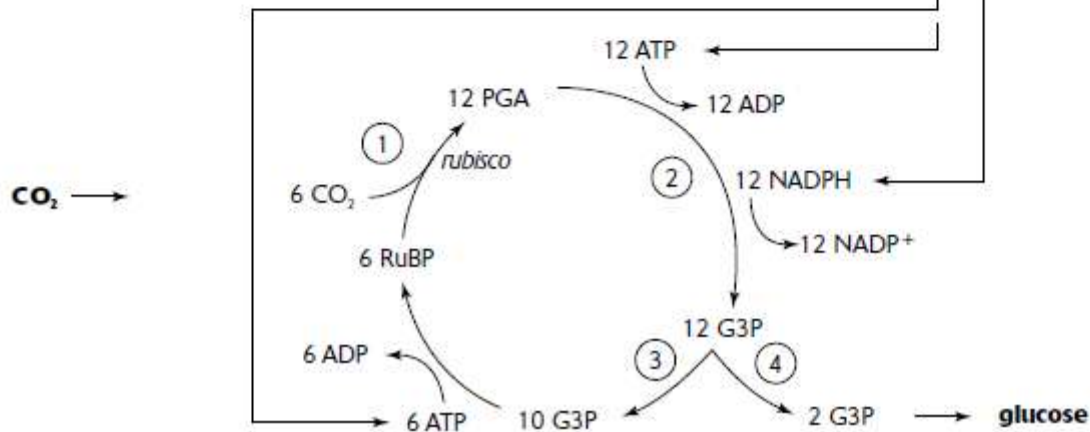 12 ATP
12 ADP
12 PGA
1
rubisco
2
12 NADPH
CO₂
6 CO₂
12 NADP⁺
6 RuBP
12 G3P
6 ADP
3
4
6 ATP
10 G3P
2 G3P
glucose